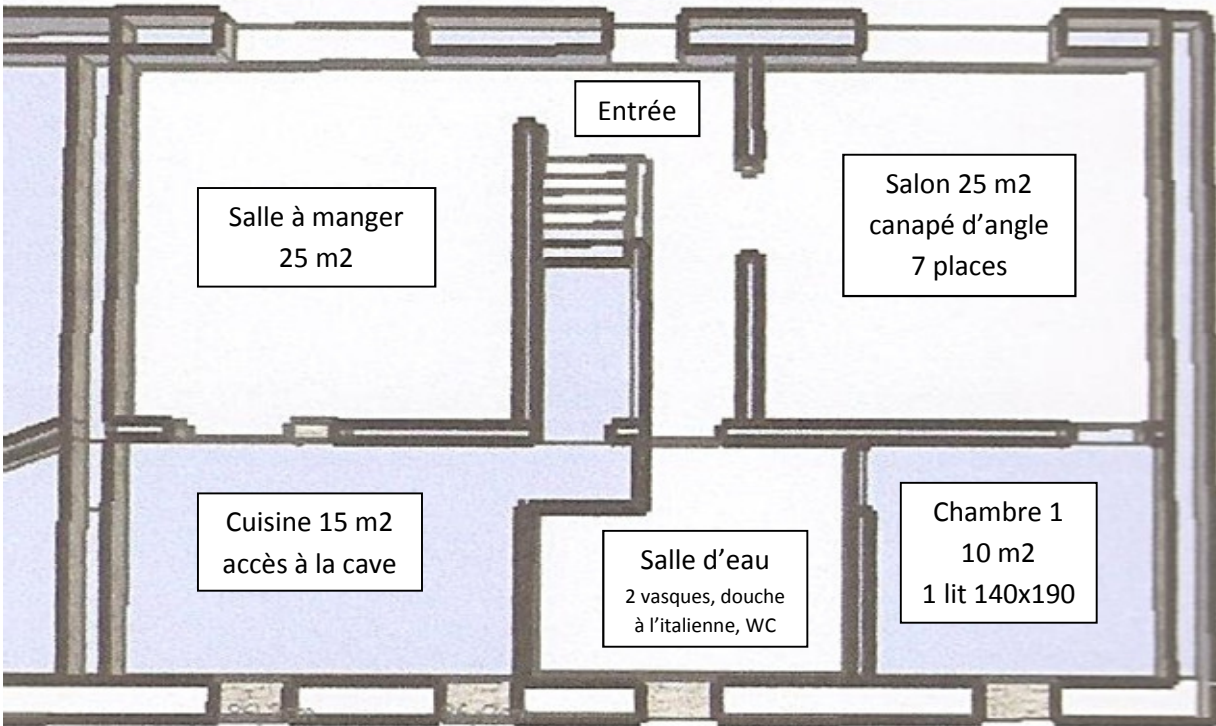 Entrée
Salle à manger
25 m2
Salon 25 m2
canapé d’angle
7 places
Cuisine 15 m2
accès à la cave
Salle d’eau
2 vasques, douche
à l’italienne, WC
Chambre 1
10 m2
1 lit 140x190